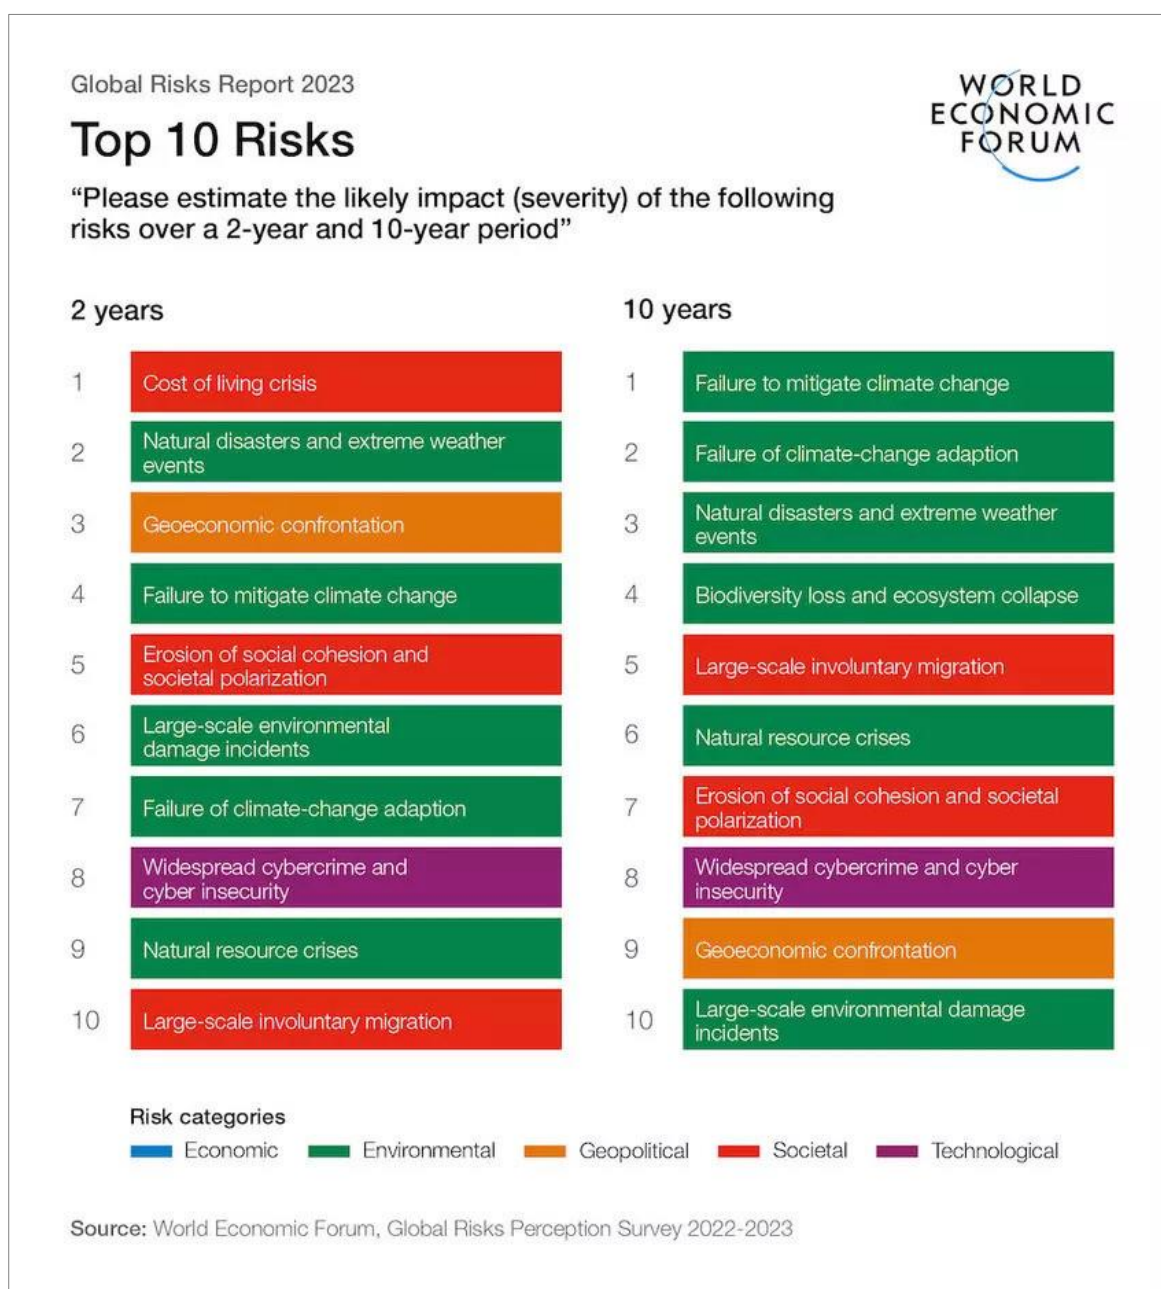 Global Risks Report 2023
Top 10 Risks
WORLD
ECONOMIC
FORUM
“Please estimate the likely impact (severity) of the following
risks over a 2-year and 10-year period”
2 years
1 Cost of living crisis
2 Natural disasters and extreme weather
events
3 Geoeconomic confrontation
4 Failure to mitigate climate change
5 Erosion of social cohesion and
societal polarization
6 Large-scale environmental
damage incidents
7 Failure of climate-change adaption
8 Widespread cybercrime and
cyber insecurity
9 Natural resource crises
10 Large-scale involuntary migration
10 years
1 Failure to mitigate climate change
2 Failure of climate-change adaption
3 Natural disasters and extreme weather
events
4 Biodiversity loss and ecosystem collapse
5 Large-scale involuntary migration
6 Natural resource crises
7 Erosion of social cohesion and societal
polarization
8 Widespread cybercrime and cyber
insecurity
9 Geoeconomic confrontation
10 Large-scale environmental damage
incidents
Risk categories
Economic Environmental Geopolitical Societal Technological
Source: World Economic Forum, Global Risks Perception Survey 2022-2023